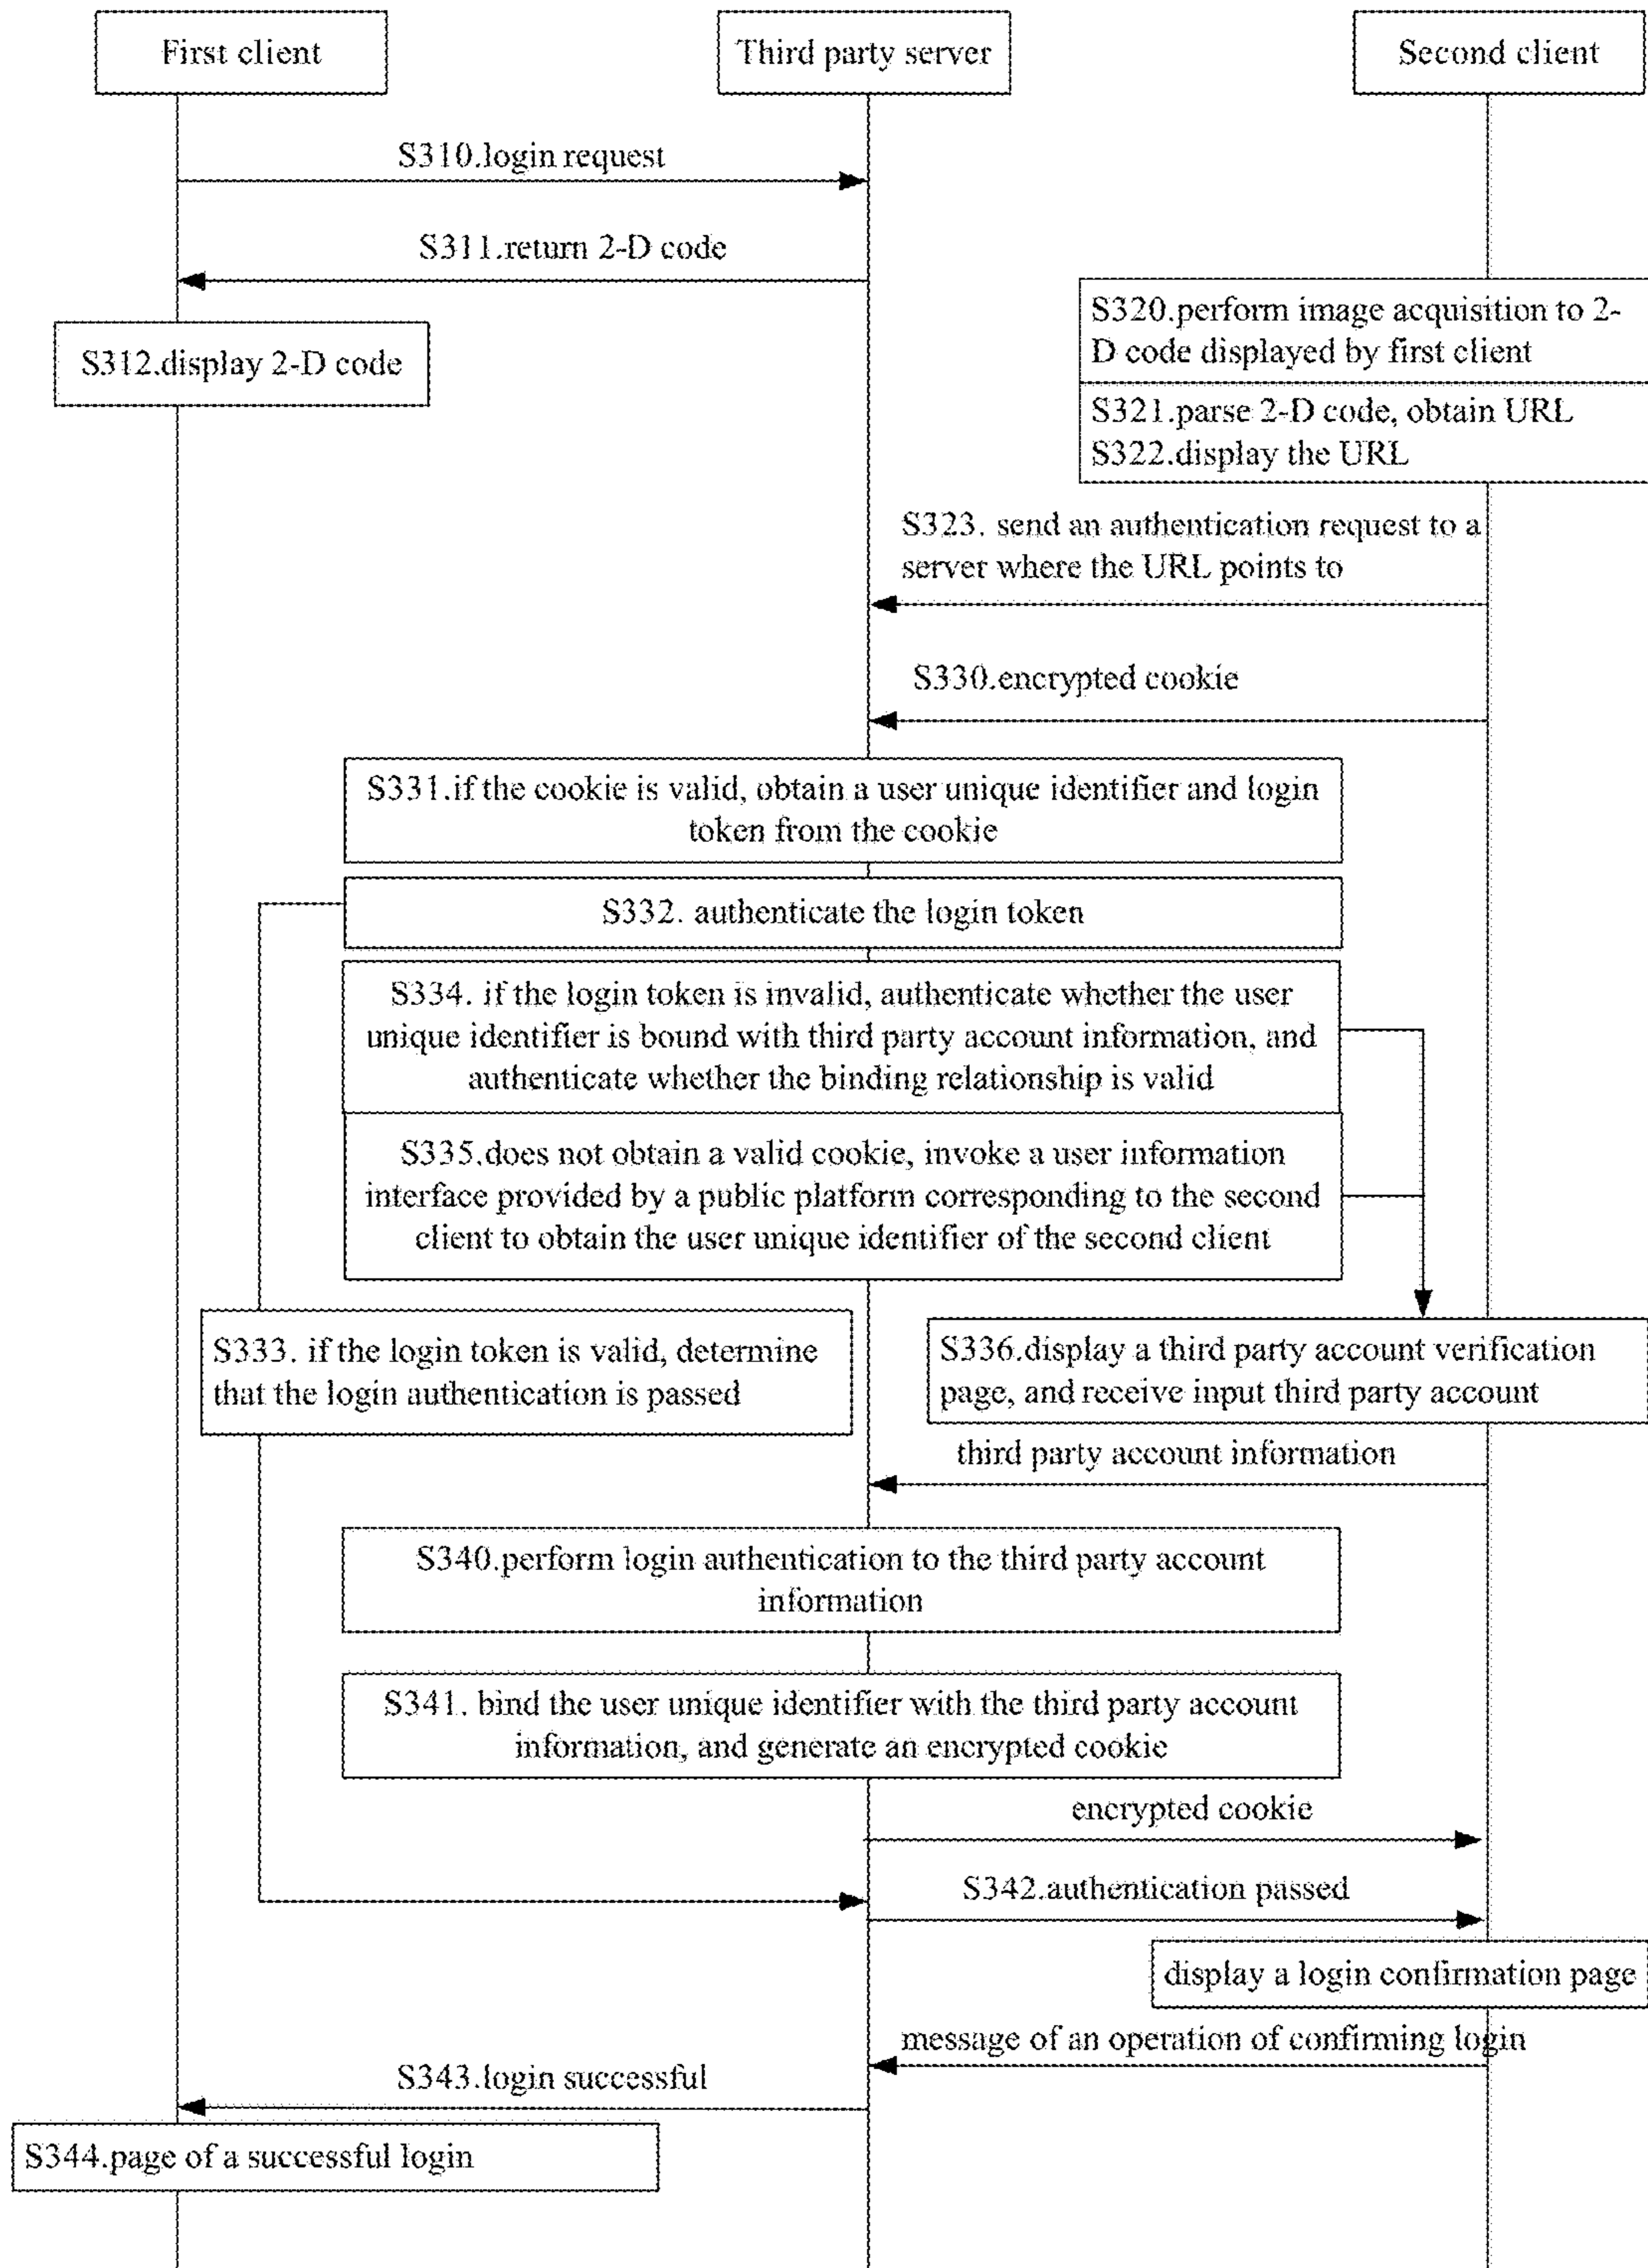 First client
Third party server
Second client
S310.login request
S311.return 2-D code
S312.display 2-D code
S320.perform image acquisition to 2-
D code displayed by first client
S321.parse 2-D code, obtain URL
S322.display the URL
S323. send an authentication request to a
server where the URL points to
S330.encrypted cookie
S331.if the cookie is valid, obtain a user unique identifier and login
token from the cookie
S332. authenticate the login token
S334. if the login token is invalid, authenticate whether the user
unique identifier is bound with third party account information, and
authenticate whether the binding relationship is valid
S335.does not obtain a valid cookie, invoke a user information
interface provided by a public platform corresponding to the second
client to obtain the user unique identifier of the second client
S333. if the login token is valid, determine
that the login authentication is passed
S336.display a third party account verification
page, and receive input third party account
third party account information
S340.perform login authentication to the third party account
information
S341. bind the user unique identifier with the third party account
information, and generate an encrypted cookie
encrypted cookie
S342.authentication passed
display a login confirmation page
message of an operation of confirming login
S343.login successful
S344.page of a successful login